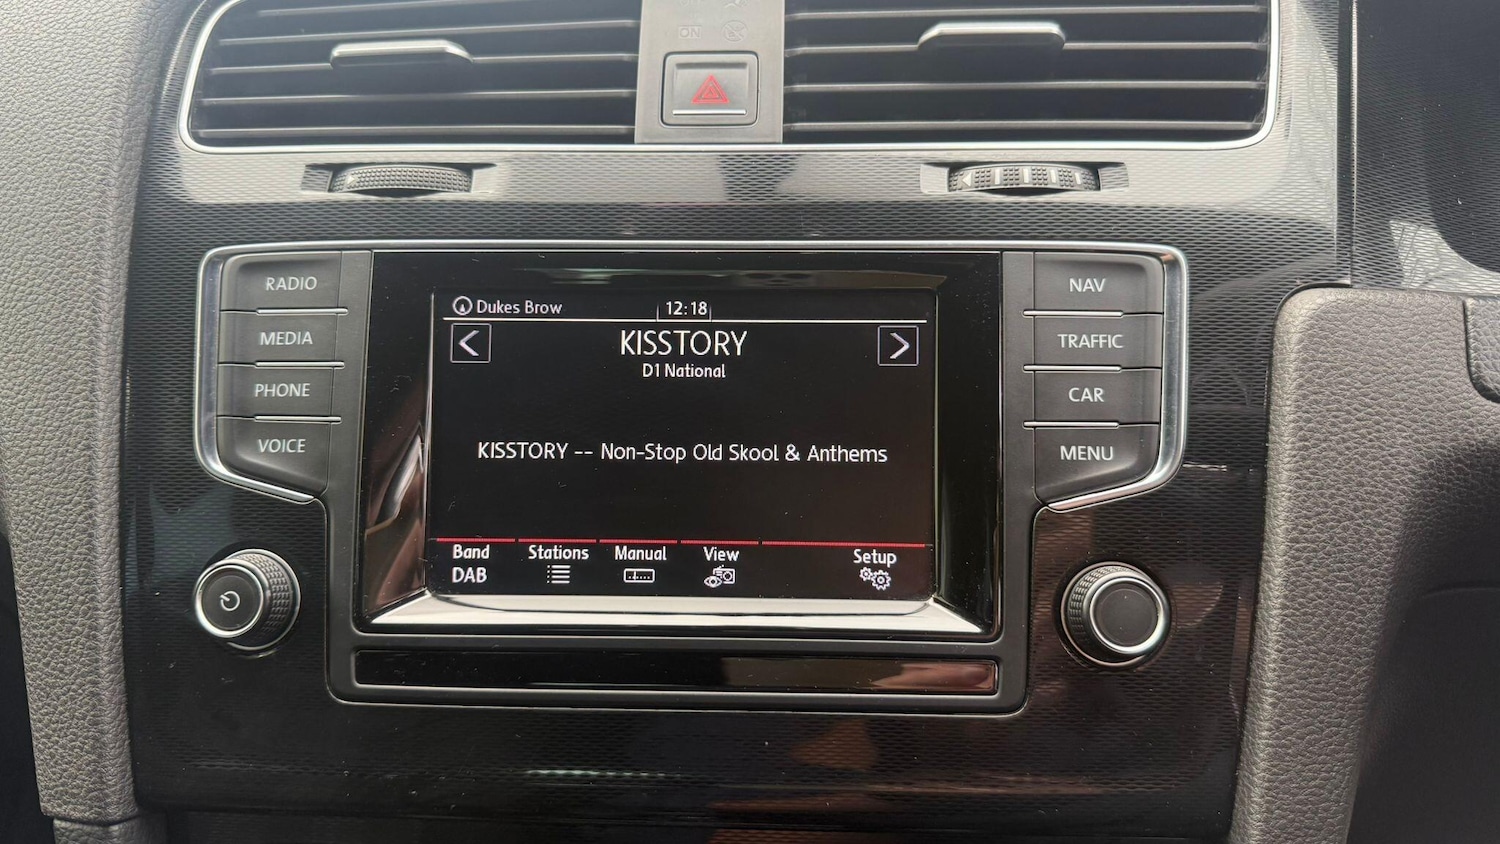 ON
RADIO
MEDIA
PHONE
VOICE
Dukes Brow 12:18
KISSTORY
D1 National
KISSTORY -- Non-Stop Old Skool & Anthems
Band
DAB
Stations
Manual
View
Setup
NAV
TRAFFIC
CAR
MENU